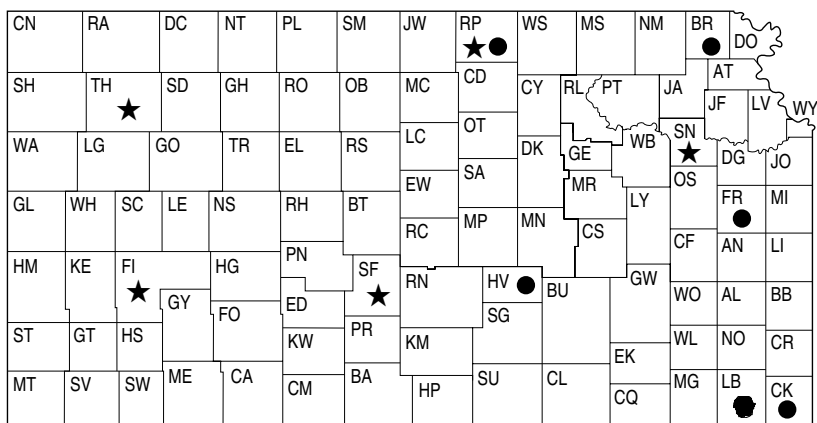 CN RA DC NT PL SM JW RP WS MS NM BR DO
SH TH SD GH RO OB MC CD CY RL PT JA AT
JF LV WY
WA LG GO TR EL RS LC OT DK GE WB SN DG JO
EW SA MR OS
GL WH SC LE NS RH BT RC MP MN CS LY FR MI
HM KE FI HG PN SF RN HV BU GW CF AN LI
GY ED SG WO AL BB
ST GT HS FO KW PR KM EK WL NO CR
MT SV SW ME CA CM BA HP SU CL CQ MG LB CK